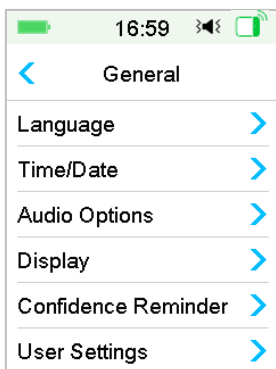 16:59
General
Language
Time/Date
Audio Options
Display
Confidence Reminder
User Settings